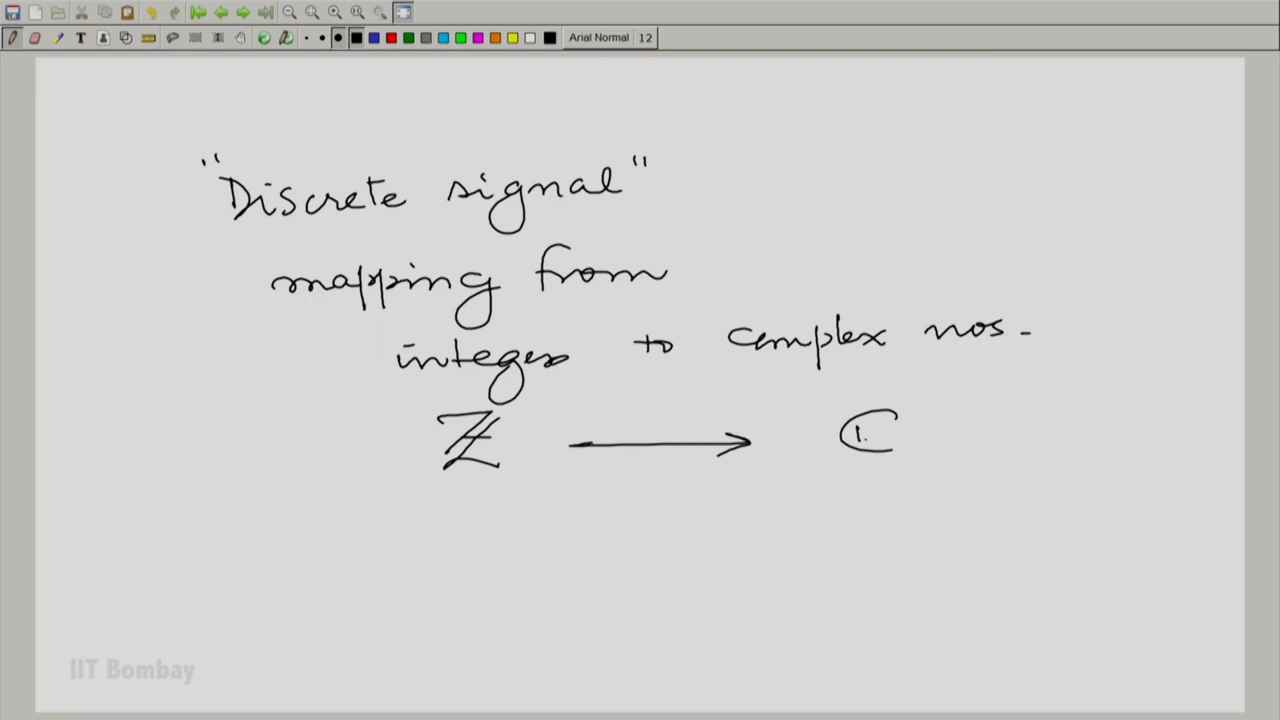 Arial Normal 12
"Discrete signal"
mapping from
integers to complex nos.
ℤ ⟶ ℂ
IIT Bombay